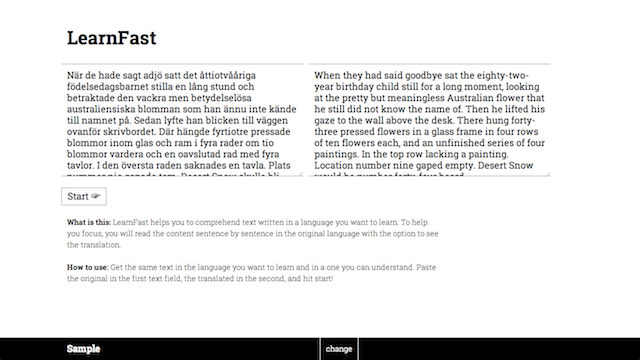 LearnFast
När de hade sagt adjö satt det åttiotvååriga
födelsedagsbarnet stilla en lång stund och
betraktade den vackra men betydelselösa
australiensiska blomman som han ännu inte kände
till namnet på. Sedan lyfte han blicken till väggen
ovanför skrivbordet. Där hängde fyrtiotre pressade
blommor inom glas och ram i fyra rader om tio
blommor vardera och en oavslutad rad med fyra
tavlor. I den översta raden saknades en tavla. Plats
When they had said goodbye sat the eighty-two-
year birthday child still for a long moment, looking
at the pretty but meaningless Australian flower that
he still did not know the name of. Then he lifted his
gaze to the wall above the desk. There hung forty-
three pressed flowers in a glass frame in four rows
of ten flowers each, and an unfinished series of four
paintings. In the top row lacking a painting.
Location number nine gaped empty. Desert Snow
Start ☞
What is this: LearnFast helps you to comprehend text written in a language you want to learn. To help
you focus, you will read the content sentence by sentence in the original language with the option to see
the translation.
How to use: Get the same text in the language you want to learn and in a one you can understand. Paste
the original in the first text field, the translated in the second, and hit start!
Sample
change